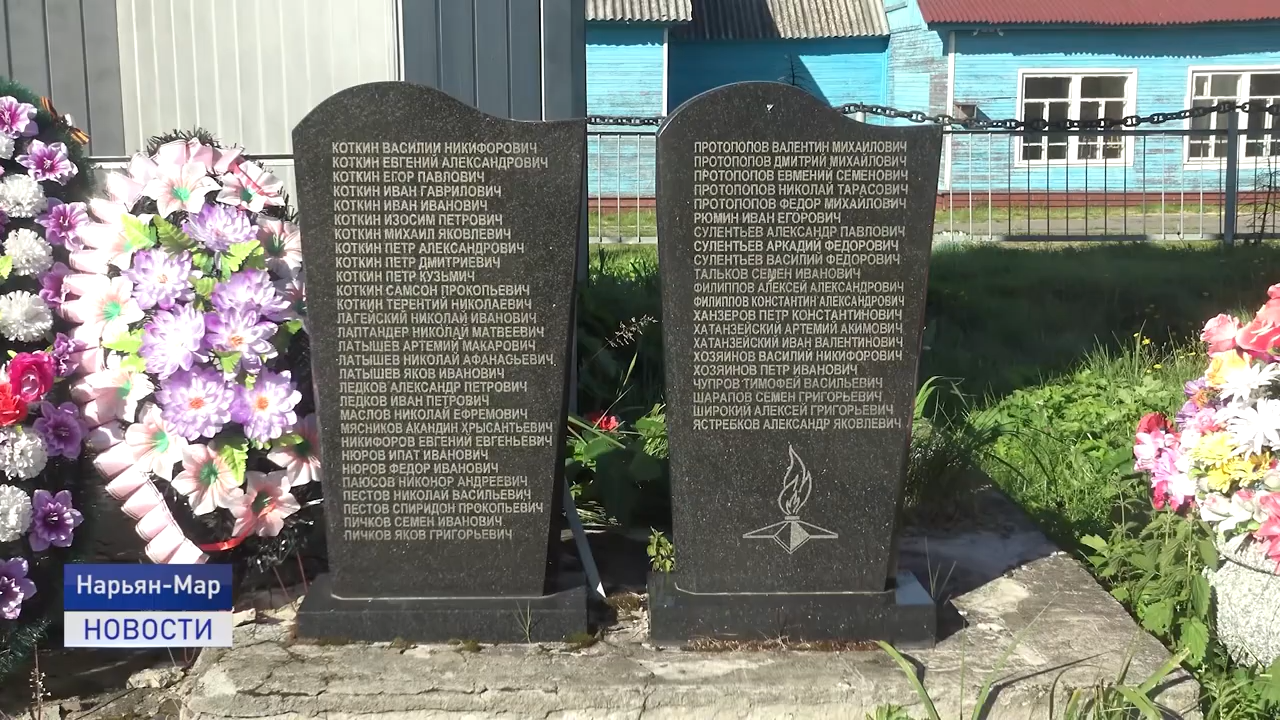 КОТКИН ВАСИЛИЙ НИКИФОРОВИЧ
КОТКИН ЕВГЕНИЙ АЛЕКСАНДРОВИЧ
КОТКИН ЕГОР ПАВЛОВИЧ
КОТКИН ИВАН ГАВРИЛОВИЧ
КОТКИН ИВАН ИВАНОВИЧ
КОТКИН ИЗОСИМ ПЕТРОВИЧ
КОТКИН МИХАИЛ ЯКОВЛЕВИЧ
КОТКИН ПЕТР АЛЕКСАНДРОВИЧ
КОТКИН ПЕТР ДМИТРИЕВИЧ
КОТКИН ПЕТР КУЗЬМИЧ
КОТКИН САМСОН ПРОКОПЬЕВИЧ
КОТКИН ТЕРЕНТИЙ НИКОЛАЕВИЧ
ЛАГЕЙСКИЙ НИКОЛАЙ ИВАНОВИЧ
ЛАПТАНДЕР НИКОЛАЙ МАТВЕЕВИЧ
ЛАТЫШЕВ АРТЕМИЙ МАКАРОВИЧ
ЛАТЫШЕВ НИКОЛАЙ АФАНАСЬЕВИЧ
ЛАТЫШЕВ ЯКОВ ИВАНОВИЧ
ЛЕДКОВ АЛЕКСАНДР ПЕТРОВИЧ
ЛЕДКОВ ИВАН ПЕТРОВИЧ
МАСЛОВ НИКОЛАЙ ЕФРЕМОВИЧ
МЯСНИКОВ АКАНДИН ХРЫСАНТЬЕВИЧ
НИКИФОРОВ ЕВГЕНИЙ ЕВГЕНЬЕВИЧ
НЮРОВ ИПАТ ИВАНОВИЧ
НЮРОВ ФЕДОР ИВАНОВИЧ
ПАЮСОВ НИКОНОР АНДРЕЕВИЧ
ПЕСТОВ НИКОЛАЙ ВАСИЛЬЕВИЧ
ПЕСТОВ СПИРИДОН ПРОКОПЬЕВИЧ
ПИЧКОВ СЕМЕН ИВАНОВИЧ
ПИЧКОВ ЯКОВ ГРИГОРЬЕВИЧ
ПРОТОПОПОВ ВАЛЕНТИН МИХАИЛОВИЧ
ПРОТОПОПОВ ДМИТРИЙ МИХАЙЛОВИЧ
ПРОТОПОПОВ ЕВМЕНИЙ СЕМЕНОВИЧ
ПРОТОПОПОВ НИКОЛАЙ ТАРАСОВИЧ
ПРОТОПОПОВ ФЕДОР МИХАЙЛОВИЧ
РЮМИН ИВАН ЕГОРОВИЧ
СУЛЕНТЬЕВ АЛЕКСАНДР ПАВЛОВИЧ
СУЛЕНТЬЕВ АРКАДИЙ ФЕДОРОВИЧ
СУЛЕНТЬЕВ ВАСИЛИЙ ФЕДОРОВИЧ
ТАЛЬКОВ СЕМЕН ИВАНОВИЧ
ФИЛИППОВ АЛЕКСЕЙ АЛЕКСАНДРОВИЧ
ФИЛИППОВ КОНСТАНТИН АЛЕКСАНДРОВИЧ
ХАНЗЕРОВ ПЕТР КОНСТАНТИНОВИЧ
ХАТАНЗЕЙСКИЙ АРТЕМИЙ АКИМОВИЧ
ХАТАНЗЕЙСКИЙ ИВАН ВАЛЕНТИНОВИЧ
ХОЗЯИНОВ ВАСИЛИЙ НИКИФОРОВИЧ
ХОЗЯИНОВ ПЕТР ИВАНОВИЧ
ЧУПРОВ ТИМОФЕЙ ВАСИЛЬЕВИЧ
ШАРАПОВ СЕМЕН ГРИГОРЬЕВИЧ
ШИРОКИЙ АЛЕКСЕЙ ГРИГОРЬЕВИЧ
ЯСТРЕБКОВ АЛЕКСАНДР ЯКОВЛЕВИЧ
Нарьян-Мар
НОВОСТИ